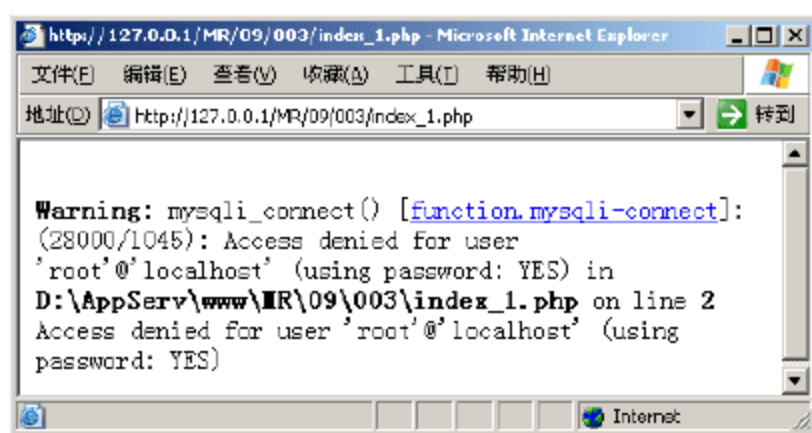 http://127.0.0.1/MR/09/003/index_1.php - Microsoft Internet Explorer
文件(F) 编辑(E) 查看(V) 收藏(A) 工具(T) 帮助(H)
地址(D) http://127.0.0.1/MR/09/003/index_1.php 转到
Warning: mysqli_connect() [function.mysqli-connect]:
(28000/1045): Access denied for user
'root'@'localhost' (using password: YES) in
D:\AppServ\www\MR\09\003\index_1.php on line 2
Access denied for user 'root'@'localhost' (using
password: YES)
Internet